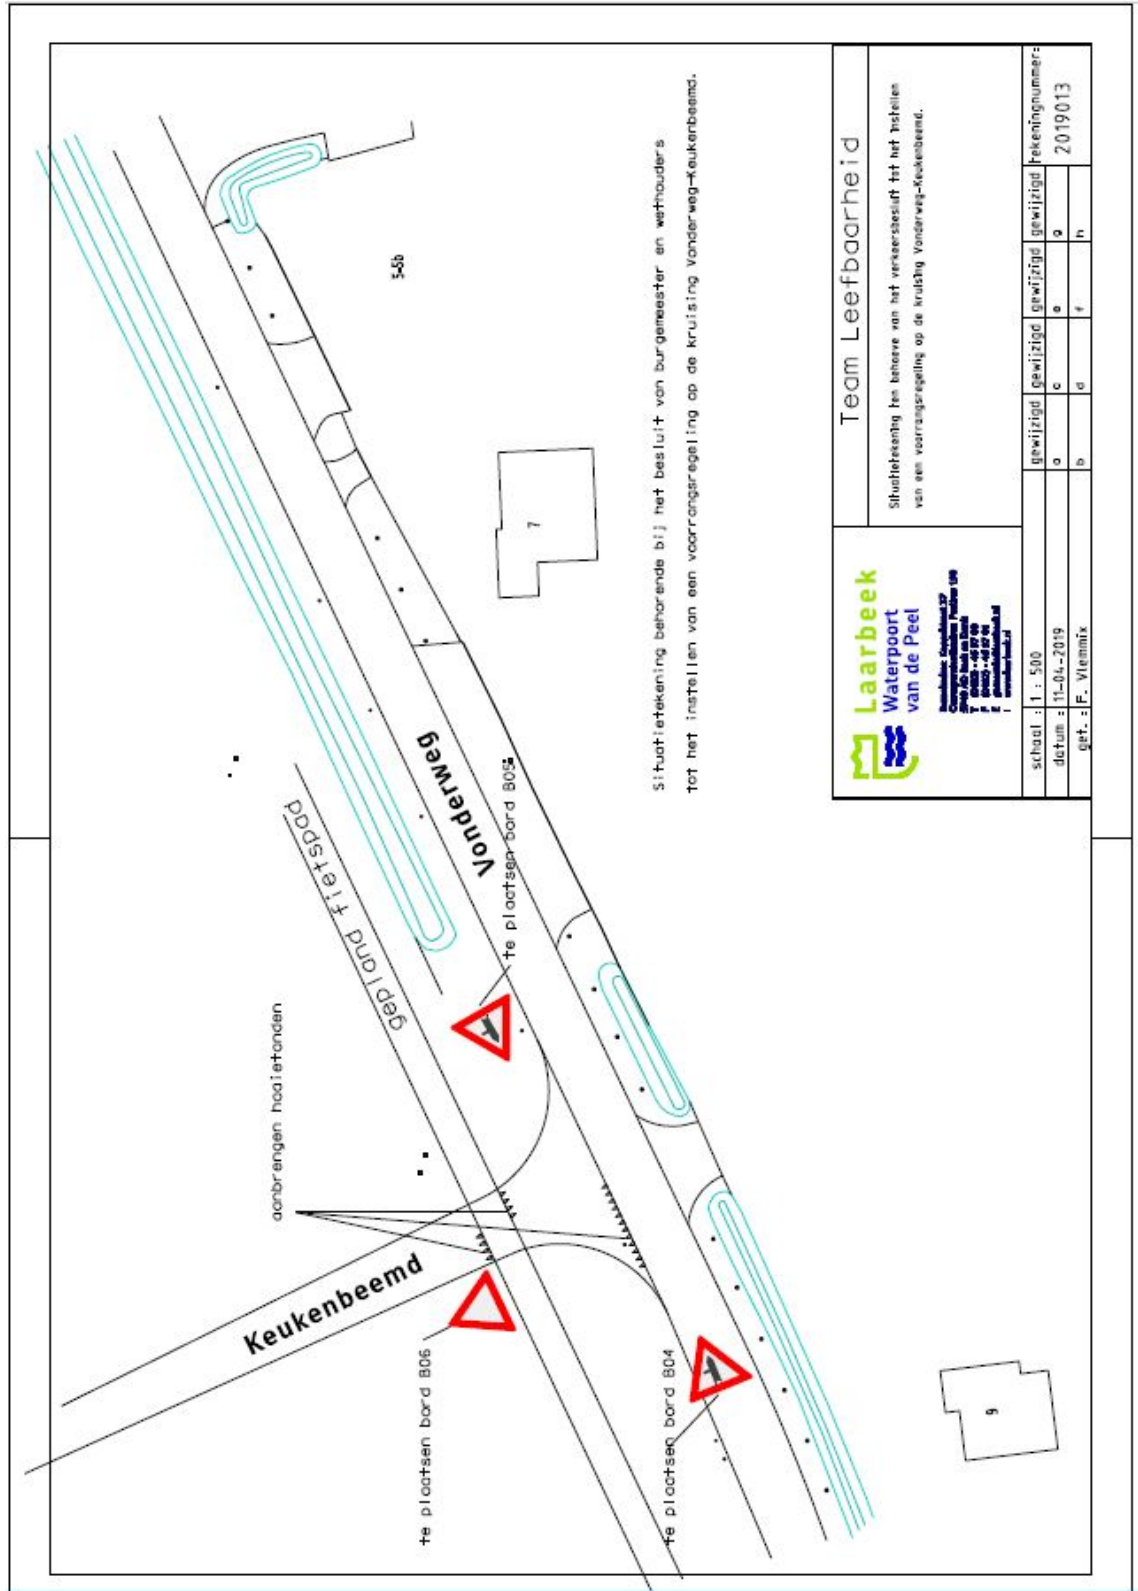 gepland fietspad
aanbrengen haaietanden
Vonderweg
Keukenbeemd
te plaatsen bord B05
te plaatsen bord B06
te plaatsen bord B04
5-5b
7
9
Situatietekening behorende bij het besluit van burgemeester en wethouders
tot het instellen van een voorrangsregeling op de kruising Vonderweg-Keukenbeemd.
Laarbeek
Waterpoort
van de Peel
Team Leefbaarheid
Situatietekening ten behoeve van het verkeersbesluit tot het instellen
van een voorrangsregeling op de kruising Vonderweg-Keukenbeemd.
schaal : 1 : 500
gewijzigd gewijzigd gewijzigd gewijzigd tekeningnummer:
datum : 11-04-2019
a c e g 2019013
get. : F. Vlemmix
b d f h